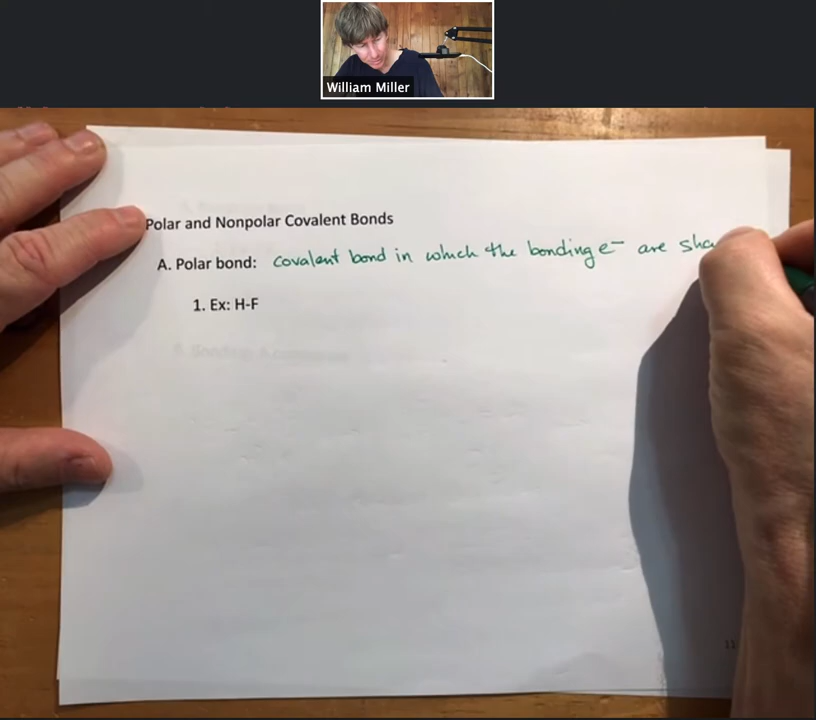 William Miller
Polar and Nonpolar Covalent Bonds
A. Polar bond: covalent bond in which the bonding e⁻ are sha
1. Ex: H-F
11